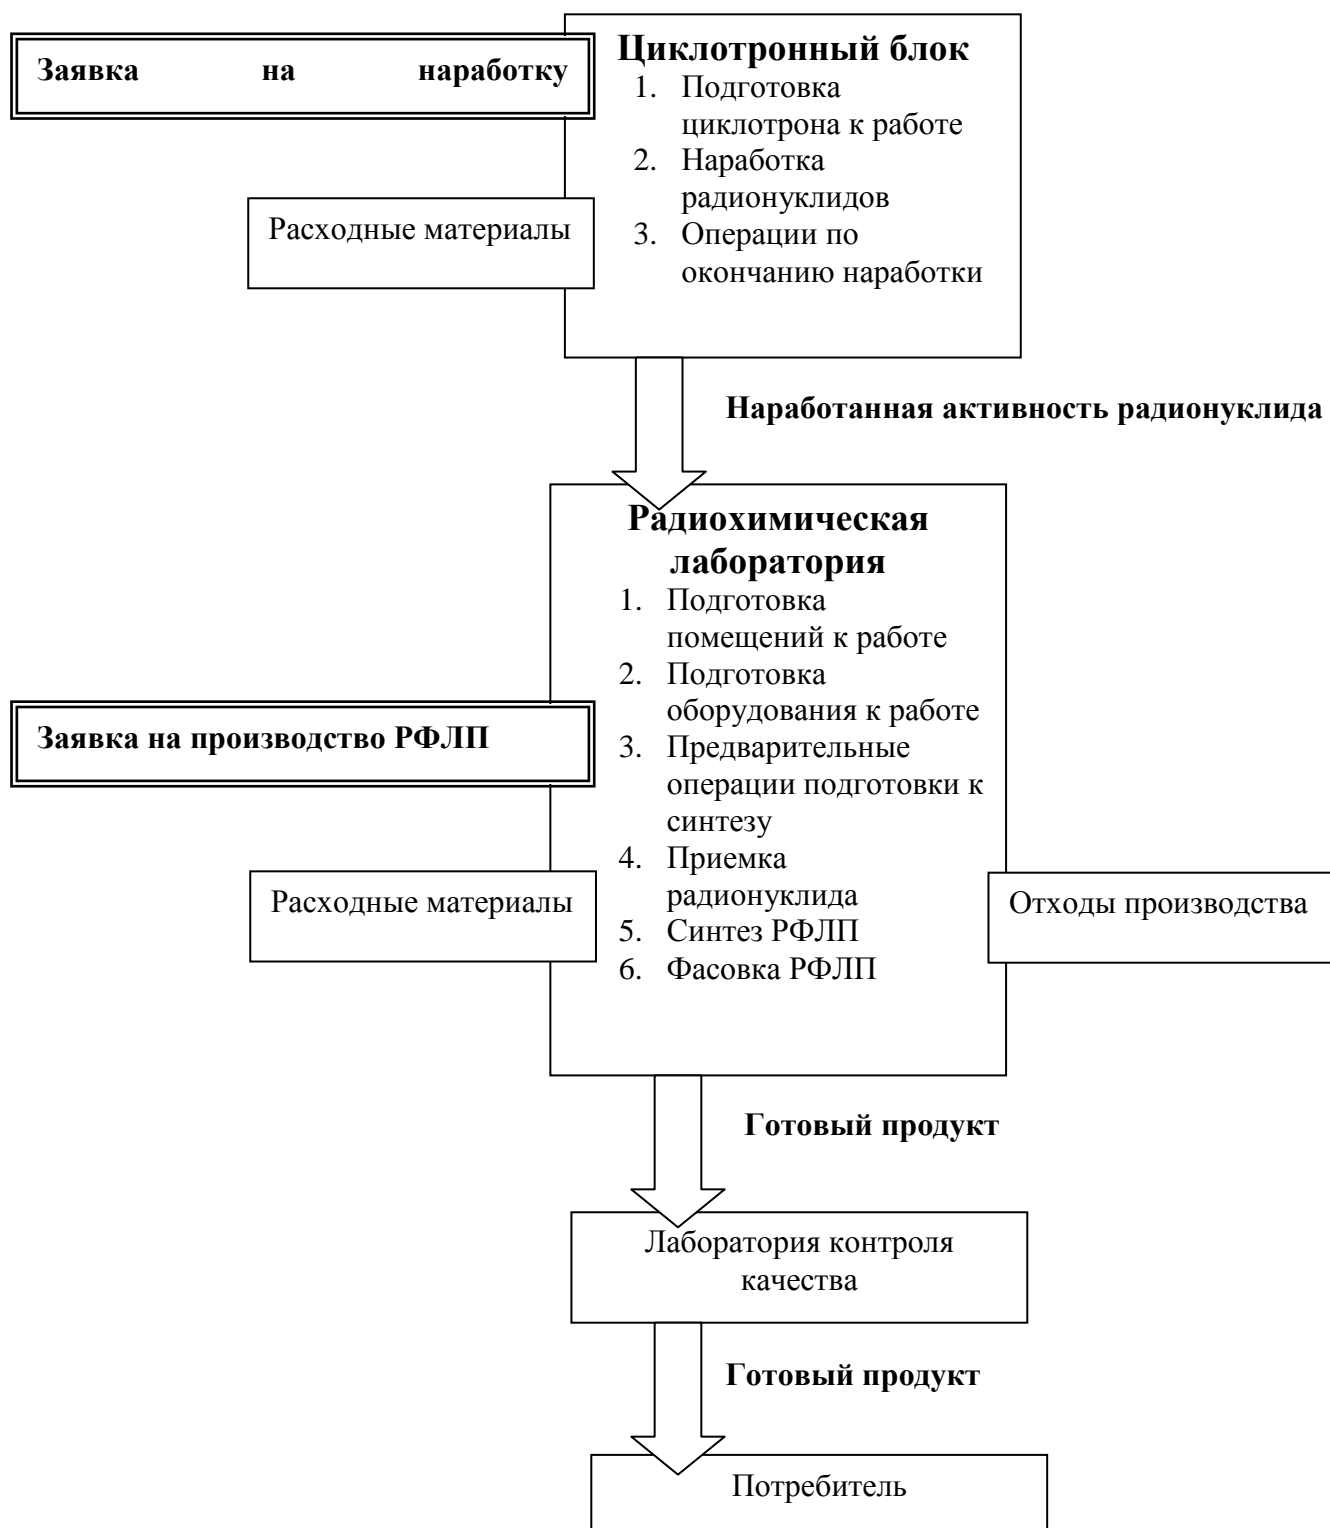 Заявка на наработку
Циклотронный блок
1. Подготовка
циклотрона к работе
2. Наработка
радионуклидов
3. Операции по
окончанию наработки
Расходные материалы
Наработанная активность радионуклида
Радиохимическая
лаборатория
1. Подготовка
помещений к работе
2. Подготовка
оборудования к работе
3. Предварительные
операции подготовки к
синтезу
4. Приемка
радионуклида
5. Синтез РФЛП
6. Фасовка РФЛП
Заявка на производство РФЛП
Расходные материалы
Отходы производства
Готовый продукт
Лаборатория контроля
качества
Готовый продукт
Потребитель